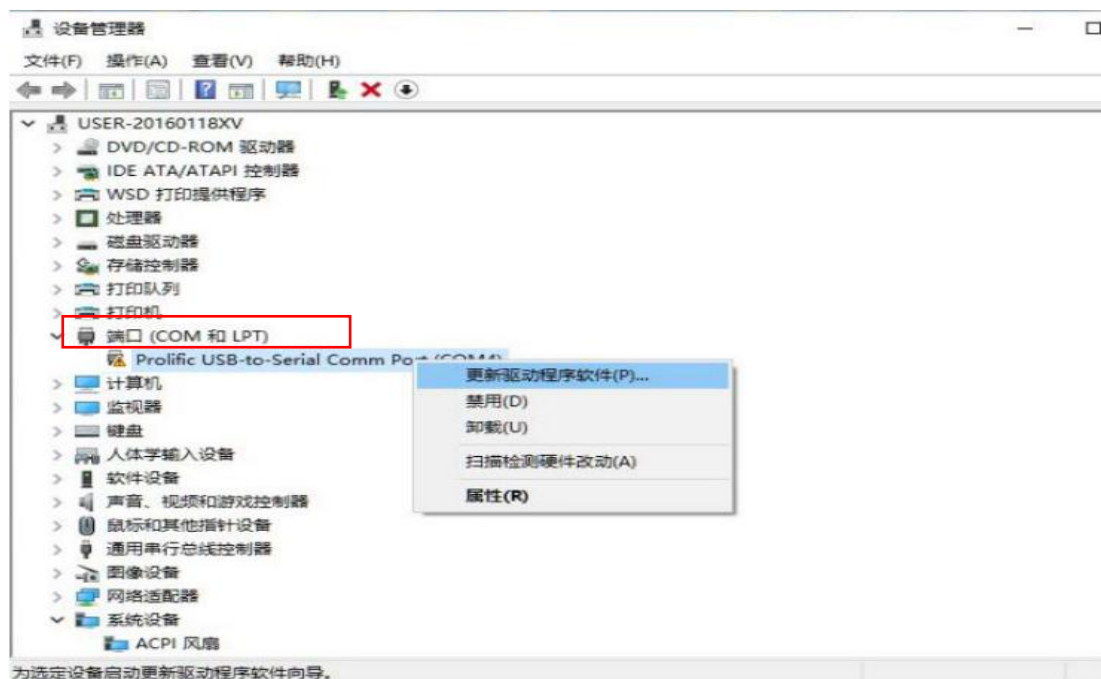 设备管理器
文件(F) 操作(A) 查看(V) 帮助(H)
USER-20160118XV
DVD/CD-ROM 驱动器
IDE ATA/ATAPI 控制器
WSD 打印提供程序
处理器
磁盘驱动器
存储控制器
打印队列
打印机
端口 (COM 和 LPT)
Prolific USB-to-Serial Comm Port (COM4)
更新驱动程序软件(P)...
禁用(D)
卸载(U)
扫描检测硬件改动(A)
属性(R)
计算机
监视器
键盘
人体学输入设备
软件设备
声音、视频和游戏控制器
鼠标和其他指针设备
通用串行总线控制器
图像设备
网络适配器
系统设备
ACPI 风扇
为选定设备启动更新驱动程序软件向导。